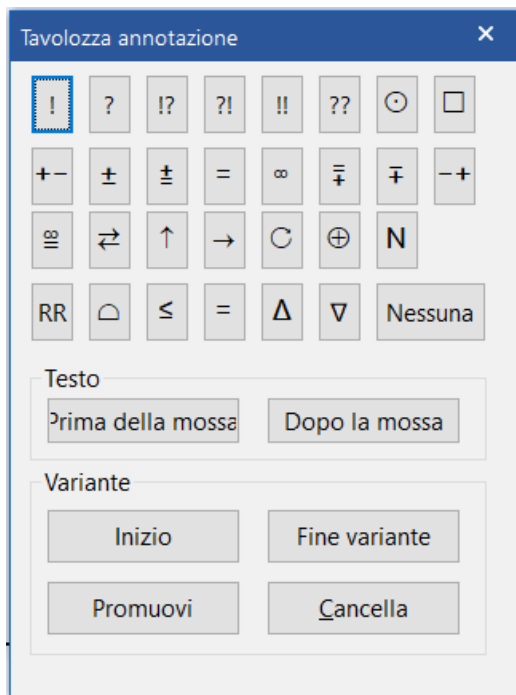 Tavolozza annotazione ×
! ? !? ?! !! ?? ⊙ □
+− ± ⩲ = ∞ ⩱ ∓ −+
≌ ⇄ ↑ → C ⊕ N
RR ⌓ ≤ = Δ ∇ Nessuna
Testo
Prima della mossa Dopo la mossa
Variante
Inizio Fine variante
Promuovi Cancella